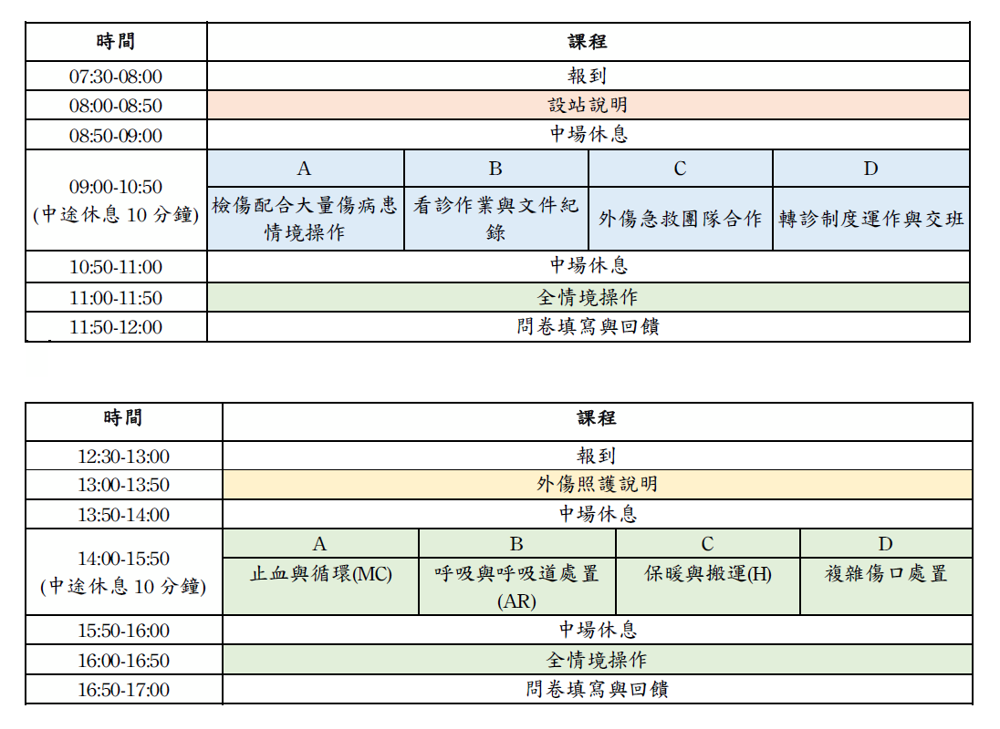 時間 課程
07:30-08:00 報到
08:00-08:50 設站說明
08:50-09:00 中場休息
09:00-10:50
(中途休息 10 分鐘)
A B C D
檢傷配合大量傷病患
情境操作
看診作業與文件紀
錄
外傷急救團隊合作
轉診制度運作與交班
10:50-11:00 中場休息
11:00-11:50 全情境操作
11:50-12:00 問卷填寫與回饋
時間 課程
12:30-13:00 報到
13:00-13:50 外傷照護說明
13:50-14:00 中場休息
14:00-15:50
(中途休息 10 分鐘)
A B C D
止血與循環(MC)
呼吸與呼吸道處置
(AR)
保暖與搬運(H)
複雜傷口處置
15:50-16:00 中場休息
16:00-16:50 全情境操作
16:50-17:00 問卷填寫與回饋